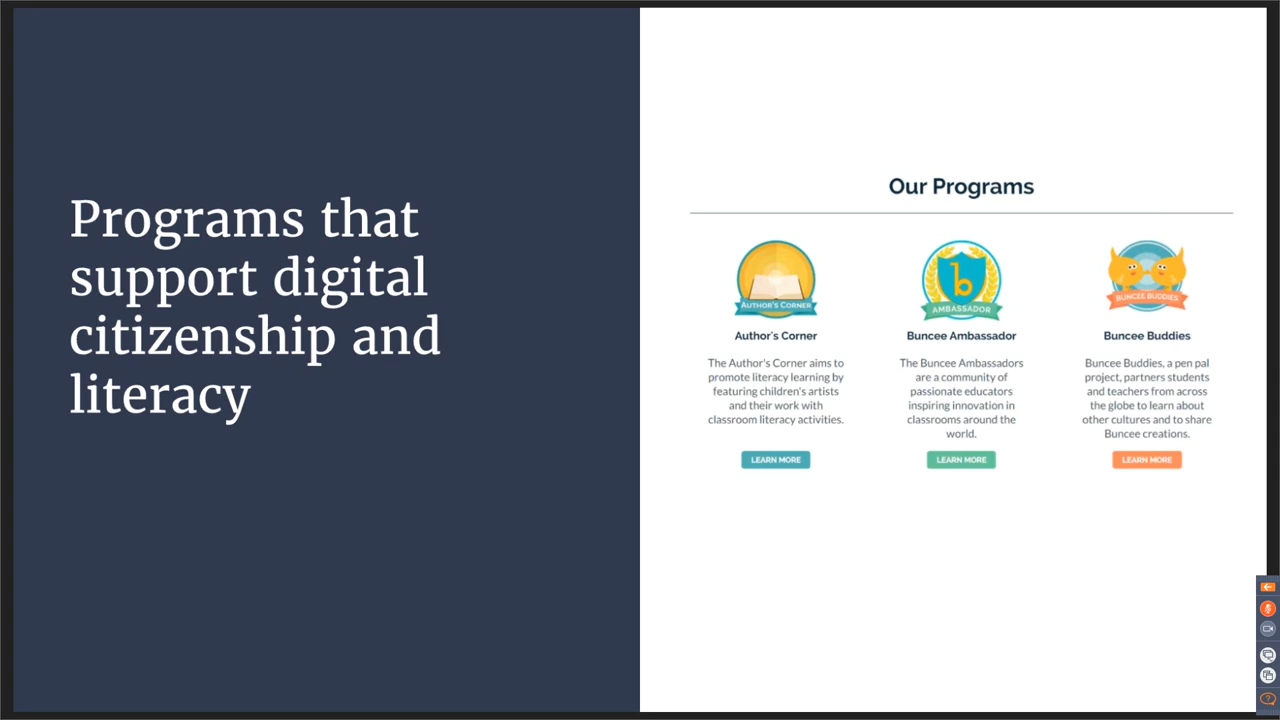 Programs that
support digital
citizenship and
literacy
Our Programs
AUTHOR'S CORNER
Author's Corner
The Author's Corner aims to
promote literacy learning by
featuring children's artists
and their work with
classroom literacy activities.
LEARN MORE
b
AMBASSADOR
Buncee Ambassador
The Buncee Ambassadors
are a community of
passionate educators
inspiring innovation in
classrooms around the
world.
LEARN MORE
BUNCEE BUDDIES
Buncee Buddies
Buncee Buddies, a pen pal
project, partners students
and teachers from across
the globe to learn about
other cultures and to share
Buncee creations.
LEARN MORE
?